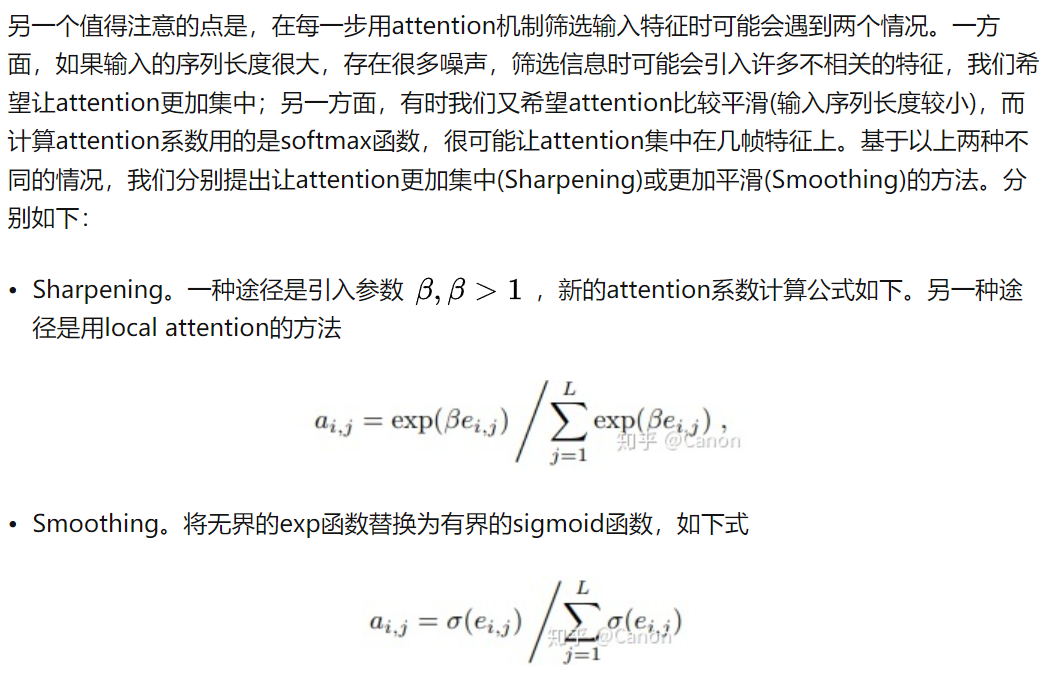 另一个值得注意的点是，在每一步用attention机制筛选输入特征时可能会遇到两个情况。一方
面，如果输入的序列长度很大，存在很多噪声，筛选信息时可能会引入许多不相关的特征，我们希
望让attention更加集中；另一方面，有时我们又希望attention比较平滑(输入序列长度较小)，而
计算attention系数用的是softmax函数，很可能让attention集中在几帧特征上。基于以上两种不
同的情况，我们分别提出让attention更加集中(Sharpening)或更加平滑(Smoothing)的方法。分
别如下：
• Sharpening。一种途径是引入参数 β, β > 1 ，新的attention系数计算公式如下。另一种途
径是用local attention的方法
a_{i,j} = exp(βe_{i,j}) / ∑_{j=1}^{L} exp(βe_{i,j}) ,
知乎 @Canon
• Smoothing。将无界的exp函数替换为有界的sigmoid函数，如下式
a_{i,j} = σ(e_{i,j}) / ∑_{j=1}^{L} σ(e_{i,j})
知乎 @Canon